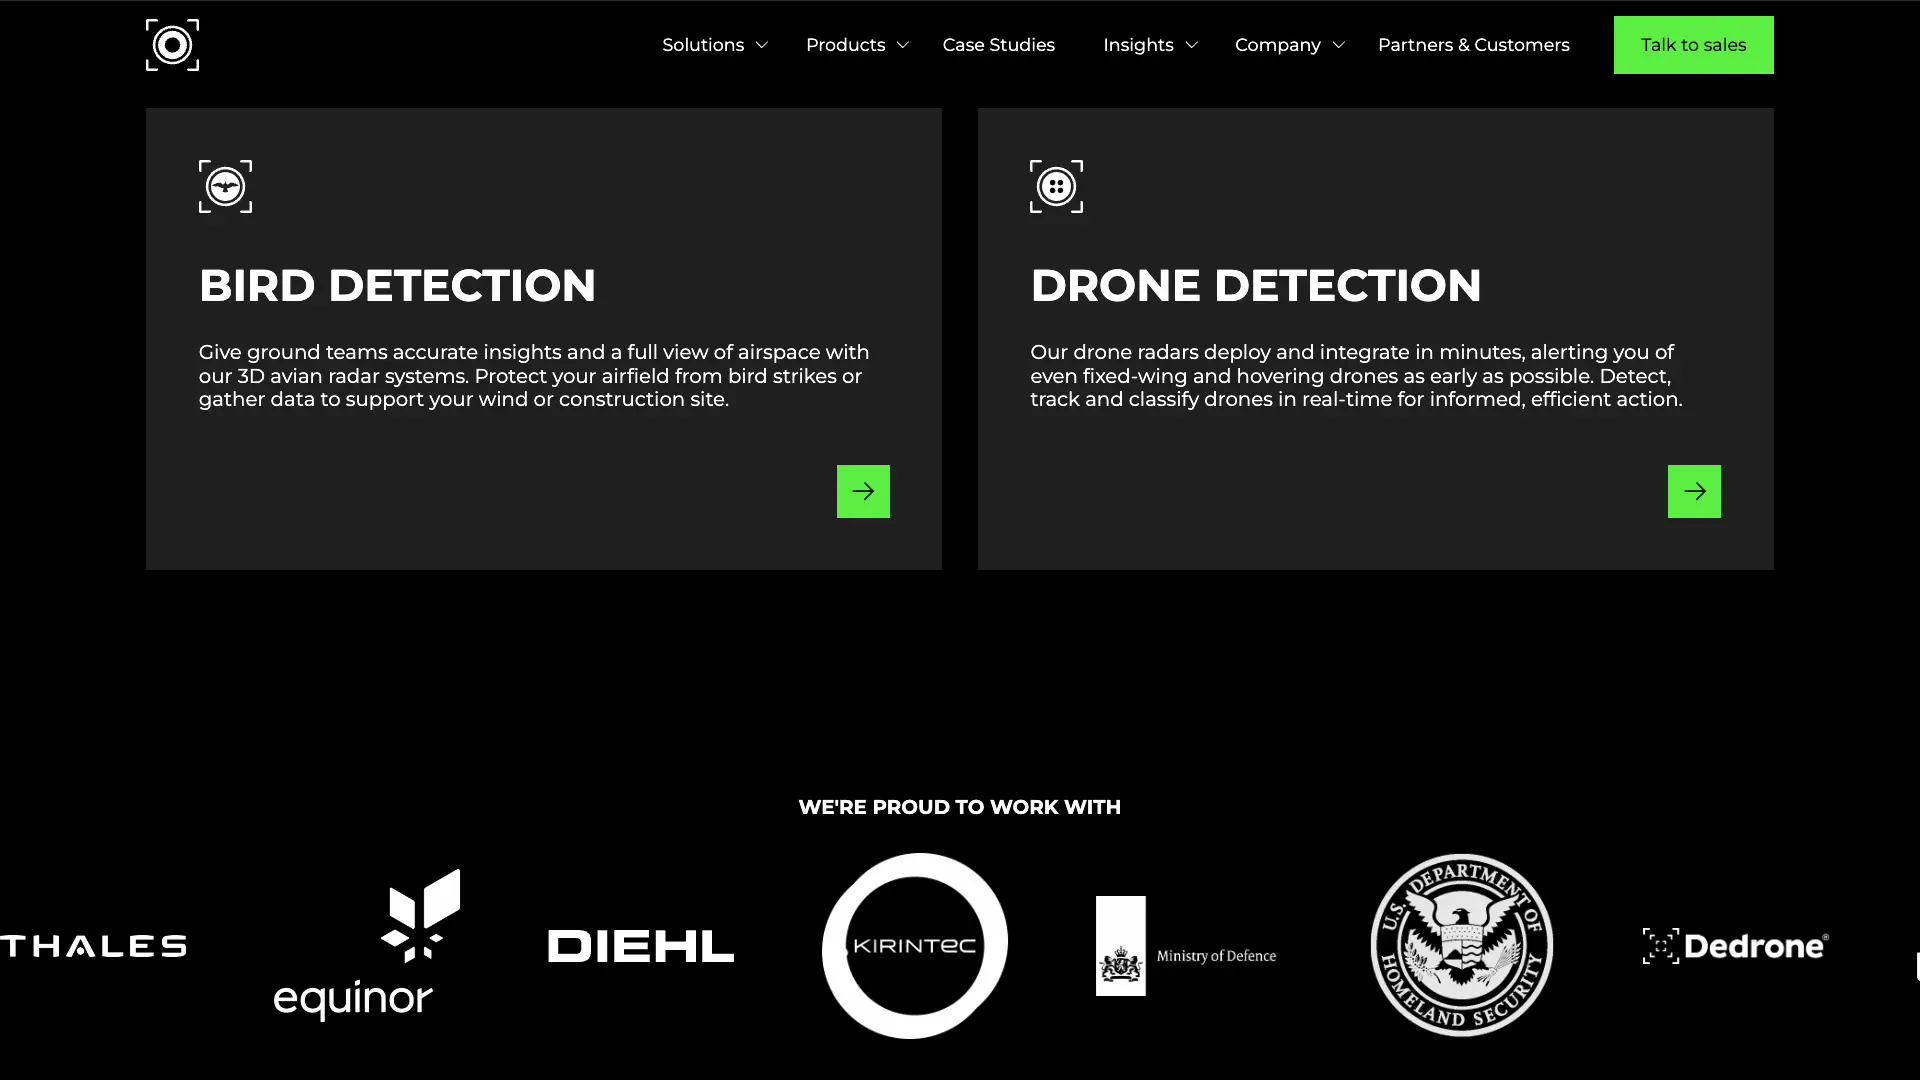 Solutions
Products
Case Studies
Insights
Company
Partners & Customers
Talk to sales
BIRD DETECTION
Give ground teams accurate insights and a full view of airspace with
our 3D avian radar systems. Protect your airfield from bird strikes or
gather data to support your wind or construction site.
DRONE DETECTION
Our drone radars deploy and integrate in minutes, alerting you of
even fixed-wing and hovering drones as early as possible. Detect,
track and classify drones in real-time for informed, efficient action.
WE'RE PROUD TO WORK WITH
THALES
equinor
DIEHL
KIRINTEC
Ministry of Defence
U.S. DEPARTMENT OF
HOMELAND SECURITY
Dedrone®